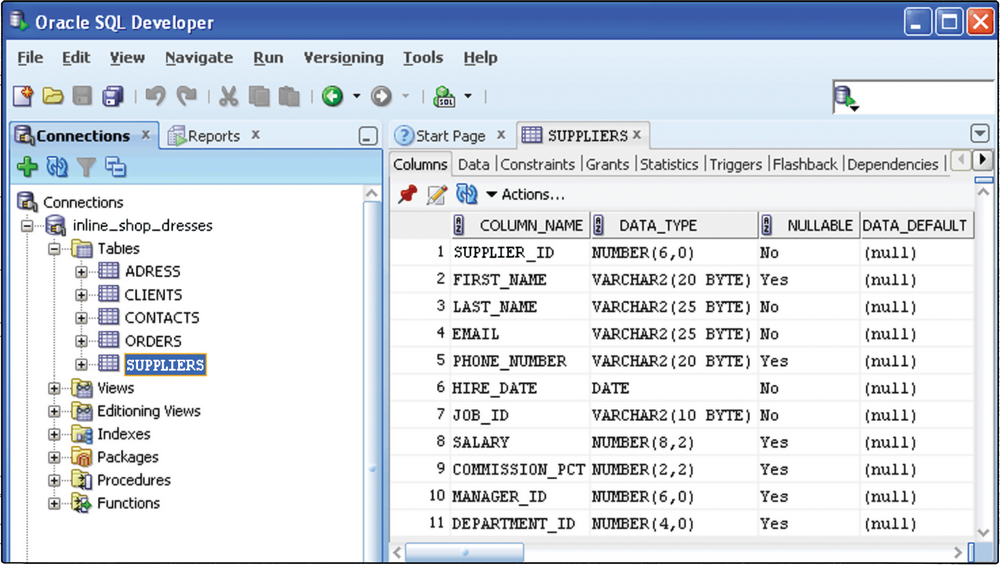 Oracle SQL Developer
File Edit View Navigate Run Versioning Tools Help
SQL
Connections Reports
Connections
inline_shop_dresses
Tables
ADRESS
CLIENTS
CONTACTS
ORDERS
SUPPLIERS
Views
Editioning Views
Indexes
Packages
Procedures
Functions
Start Page SUPPLIERS
Columns Data Constraints Grants Statistics Triggers Flashback Dependencies
Actions...
COLUMN_NAME DATA_TYPE NULLABLE DATA_DEFAULT
1 SUPPLIER_ID NUMBER(6,0) No (null)
2 FIRST_NAME VARCHAR2(20 BYTE) Yes (null)
3 LAST_NAME VARCHAR2(25 BYTE) No (null)
4 EMAIL VARCHAR2(25 BYTE) No (null)
5 PHONE_NUMBER VARCHAR2(20 BYTE) Yes (null)
6 HIRE_DATE DATE No (null)
7 JOB_ID VARCHAR2(10 BYTE) No (null)
8 SALARY NUMBER(8,2) Yes (null)
9 COMMISSION_PCT NUMBER(2,2) Yes (null)
10 MANAGER_ID NUMBER(6,0) Yes (null)
11 DEPARTMENT_ID NUMBER(4,0) Yes (null)